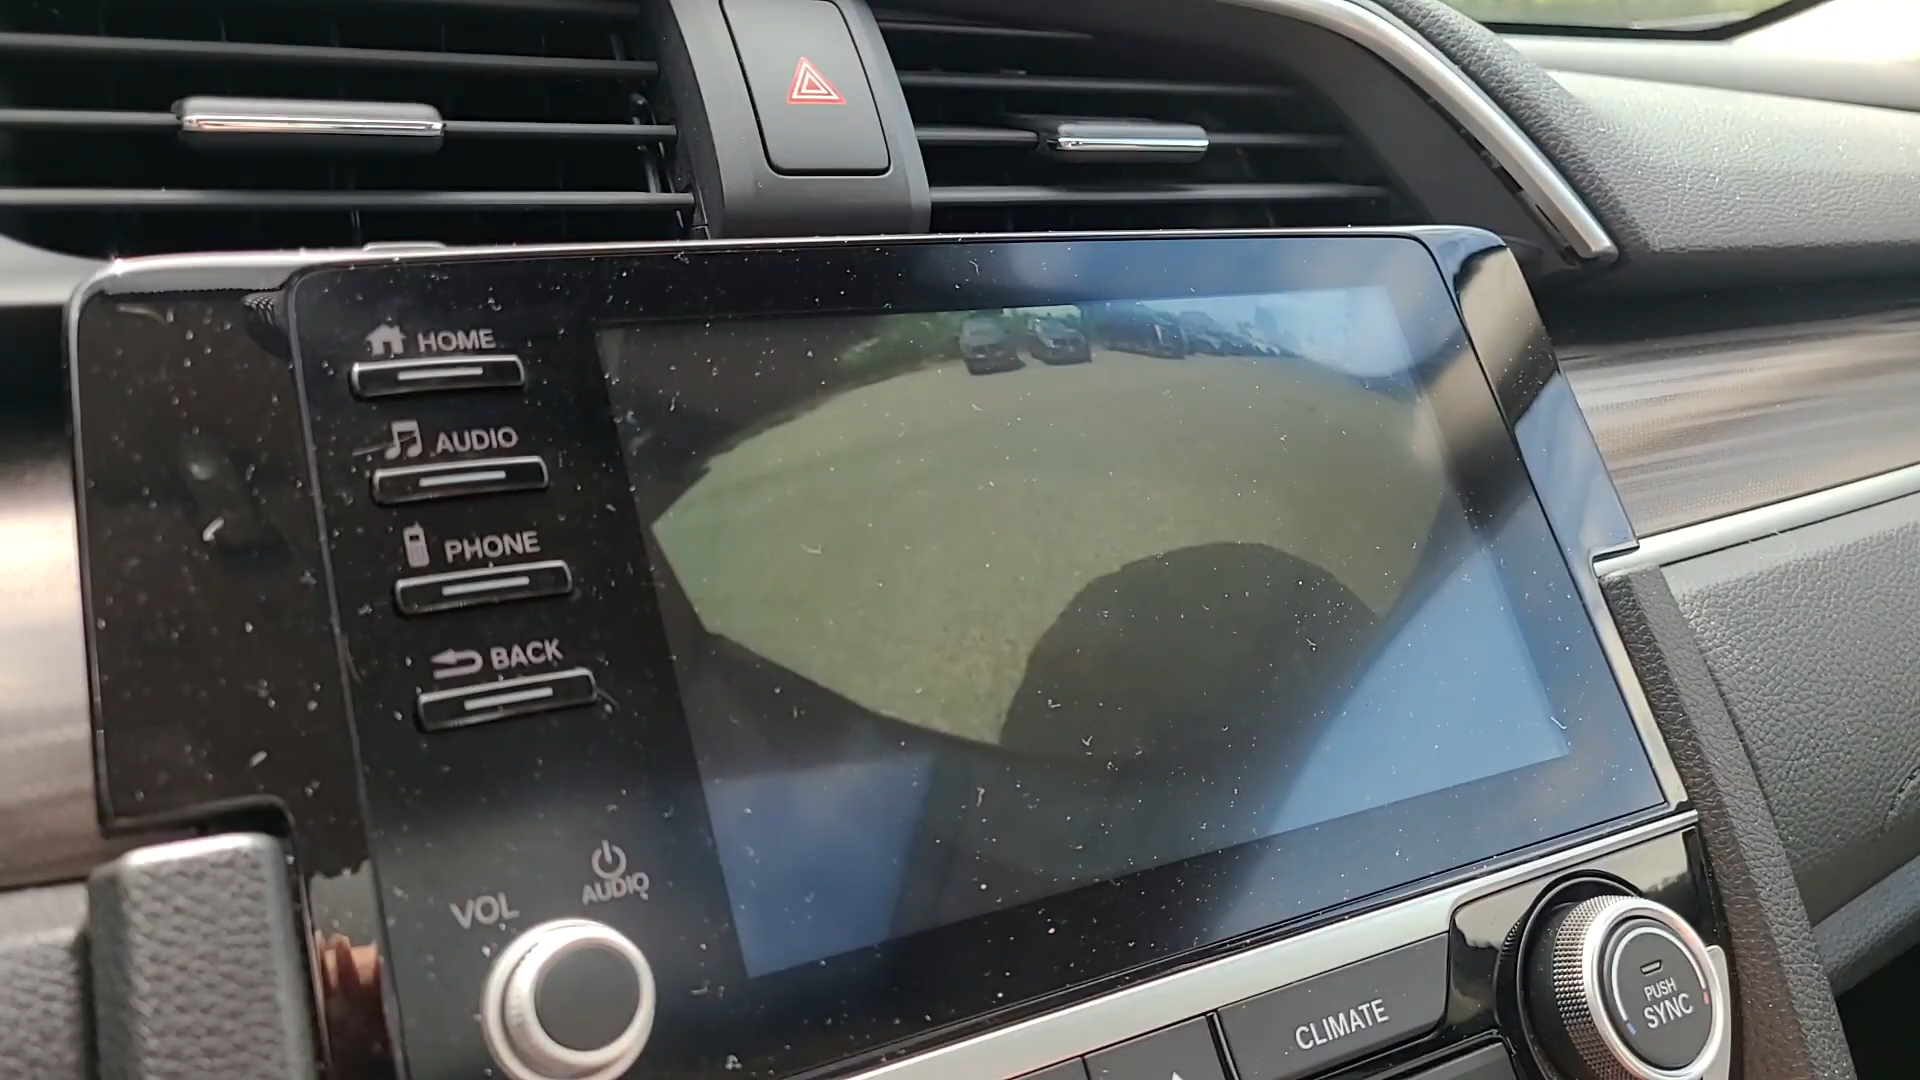 HOME
AUDIO
PHONE
BACK
VOL
AUDIO
CLIMATE
PUSH
SYNC